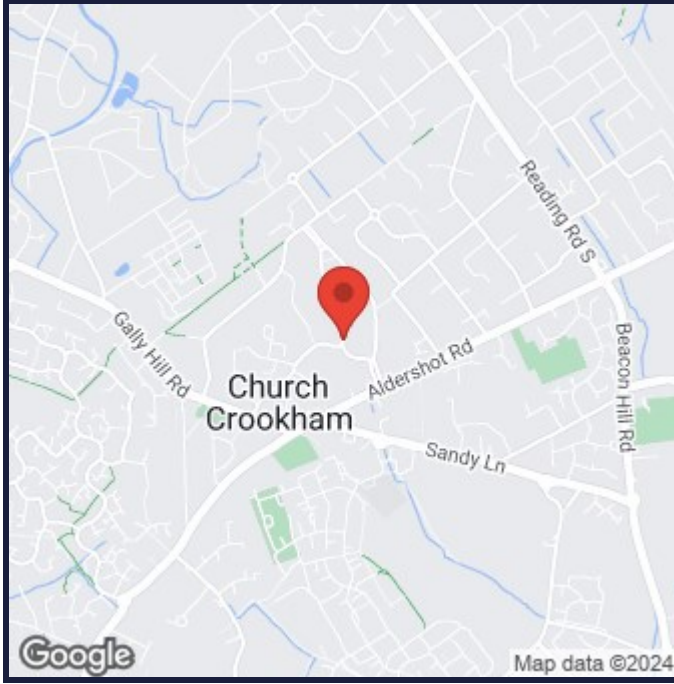 Reading Rd S
Gally Hill Rd
Beacon Hill Rd
Aldershot Rd
Church
Crookham
Sandy Ln
Google
Map data ©2024